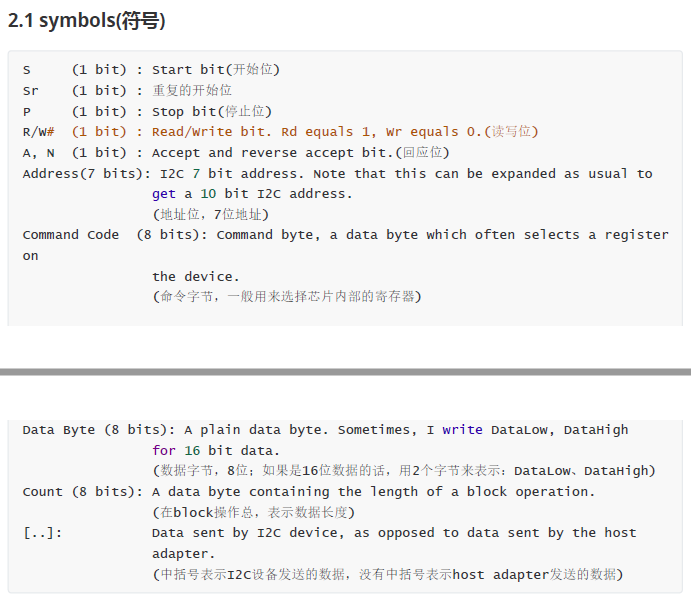 2.1 symbols(符号)
S     (1 bit) : Start bit(开始位)
Sr    (1 bit) : 重复的开始位
P     (1 bit) : Stop bit(停止位)
R/W#  (1 bit) : Read/Write bit. Rd equals 1, Wr equals 0.(读写位)
A, N  (1 bit) : Accept and reverse accept bit.(回应位)
Address(7 bits): I2C 7 bit address. Note that this can be expanded as usual to
get a 10 bit I2C address.
(地址位，7位地址)
Command Code  (8 bits): Command byte, a data byte which often selects a register
on
the device.
(命令字节，一般用来选择芯片内部的寄存器)
Data Byte (8 bits): A plain data byte. Sometimes, I write DataLow, DataHigh
for 16 bit data.
(数据字节，8位；如果是16位数据的话，用2个字节来表示：DataLow、DataHigh)
Count (8 bits): A data byte containing the length of a block operation.
(在block操作总，表示数据长度)
[..]:           Data sent by I2C device, as opposed to data sent by the host
adapter.
(中括号表示I2C设备发送的数据，没有中括号表示host adapter发送的数据)